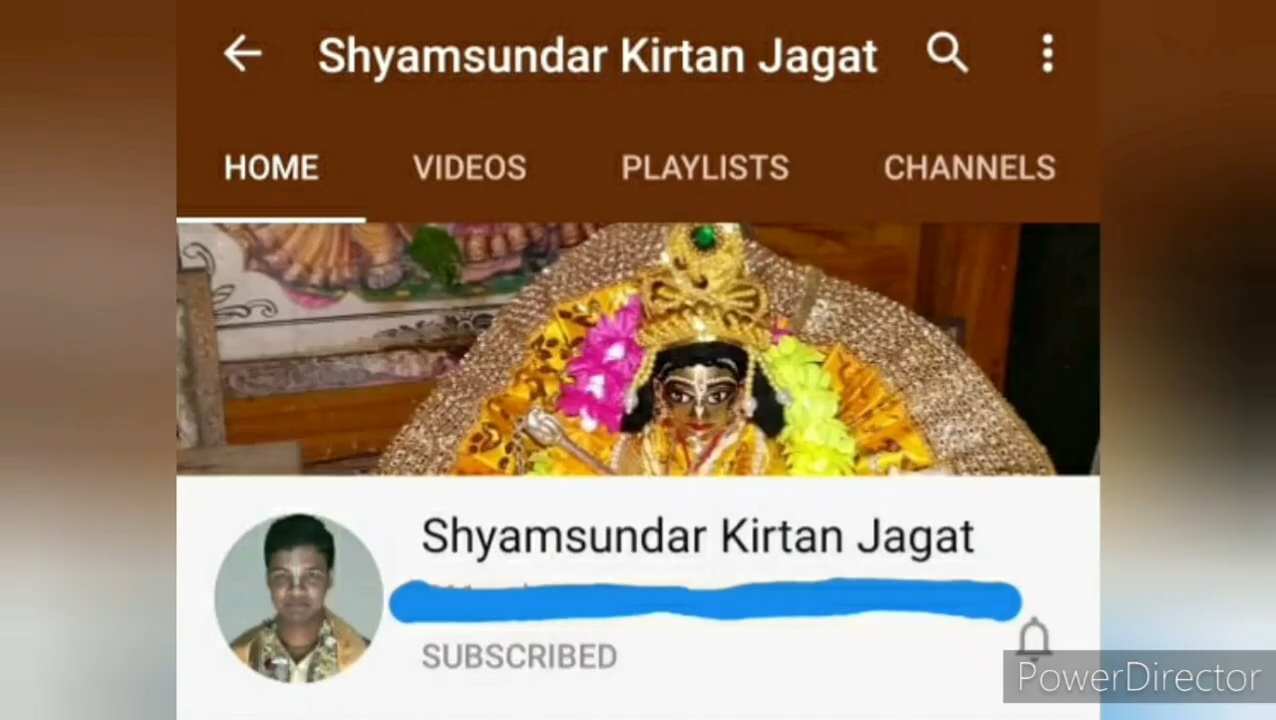 Shyamsundar Kirtan Jagat
HOME VIDEOS PLAYLISTS CHANNELS
Shyamsundar Kirtan Jagat
SUBSCRIBED
PowerDirector